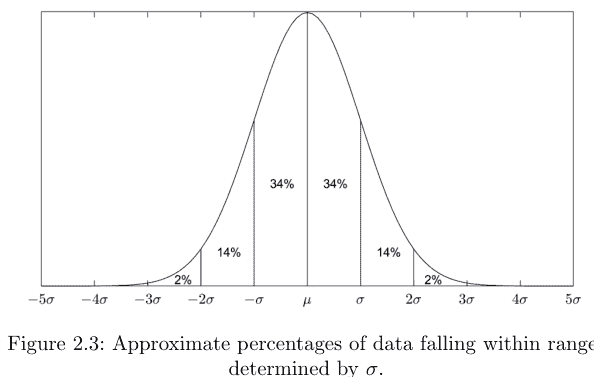 34% 34%
14% 14%
2% 2%
−5σ −4σ −3σ −2σ −σ μ σ 2σ 3σ 4σ 5σ
Figure 2.3: Approximate percentages of data falling within range
determined by σ.